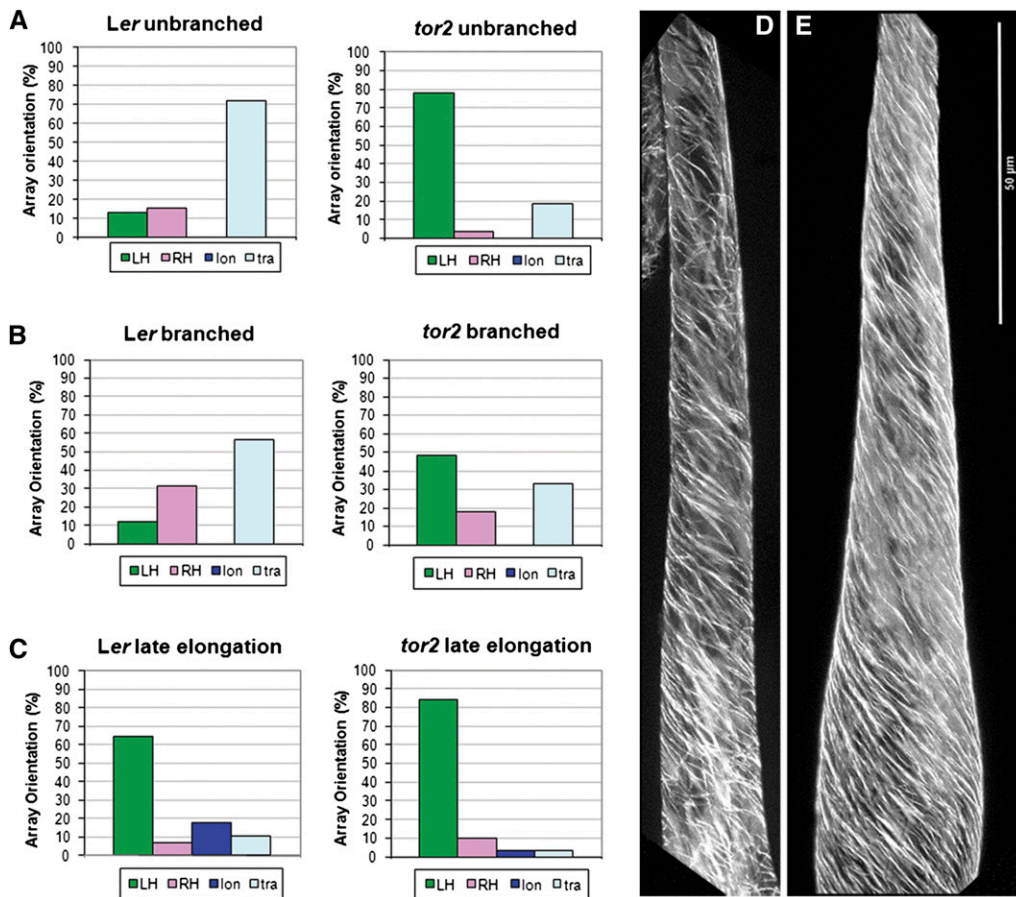 A
Ler unbranched
Array orientation (%)
100
90
80
70
60
50
40
30
20
10
0
LH RH lon tra
tor2 unbranched
Array orientation (%)
100
90
80
70
60
50
40
30
20
10
0
LH RH lon tra
B
Ler branched
Array Orientation (%)
100
90
80
70
60
50
40
30
20
10
0
LH RH lon tra
tor2 branched
Array Orientation (%)
100
90
80
70
60
50
40
30
20
10
0
LH RH lon tra
C
Ler late elongation
Array Orientation (%)
100
90
80
70
60
50
40
30
20
10
0
LH RH lon tra
tor2 late elongation
Array Orientation (%)
100
90
80
70
60
50
40
30
20
10
0
LH RH lon tra
D
E
50 µm